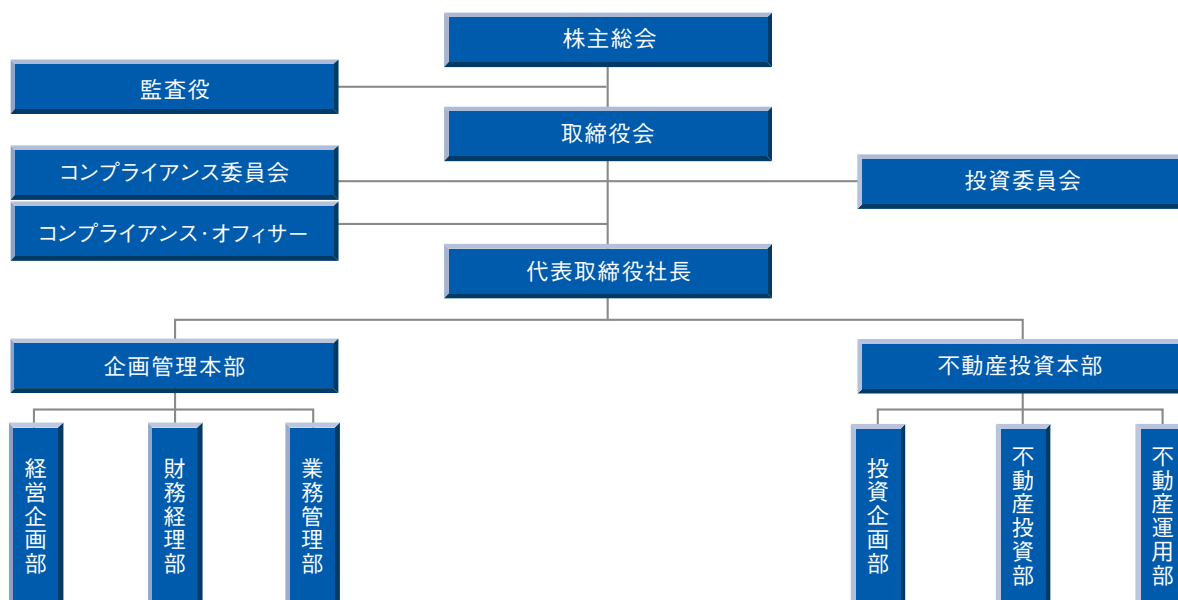 株主総会
監査役
取締役会
コンプライアンス委員会
投資委員会
コンプライアンス・オフィサー
代表取締役社長
企画管理本部
不動産投資本部
経営企画部
財務経理部
業務管理部
投資企画部
不動産投資部
不動産運用部